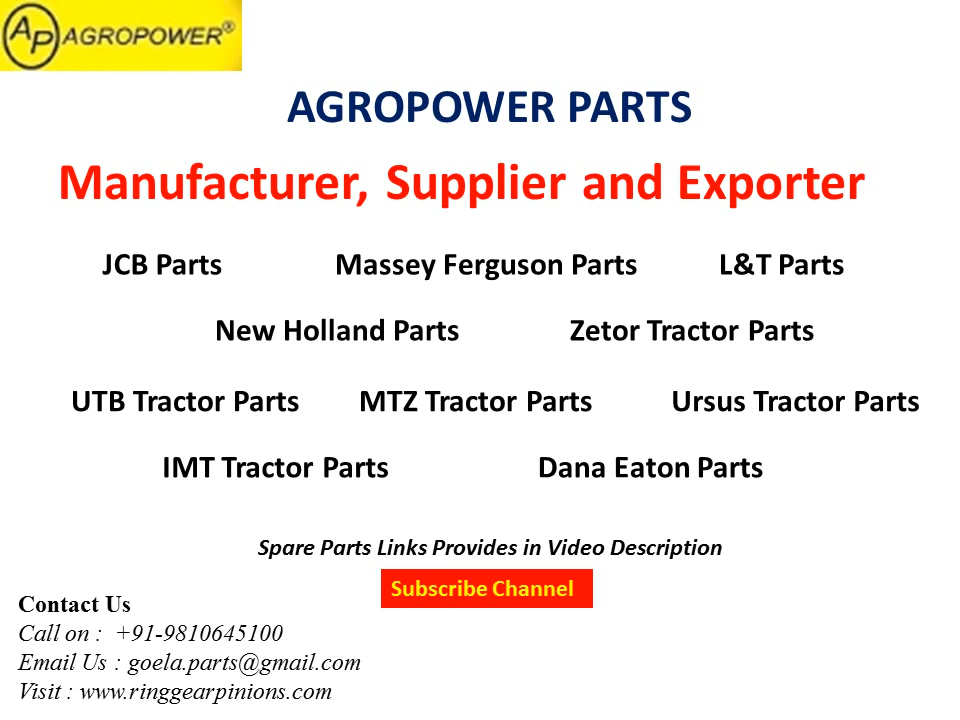 AP AGROPOWER®
AGROPOWER PARTS
Manufacturer, Supplier and Exporter
JCB Parts Massey Ferguson Parts L&T Parts
New Holland Parts Zetor Tractor Parts
UTB Tractor Parts MTZ Tractor Parts Ursus Tractor Parts
IMT Tractor Parts Dana Eaton Parts
Spare Parts Links Provides in Video Description
Subscribe Channel
Contact Us
Call on : +91-9810645100
Email Us : goela.parts@gmail.com
Visit : www.ringgearpinions.com